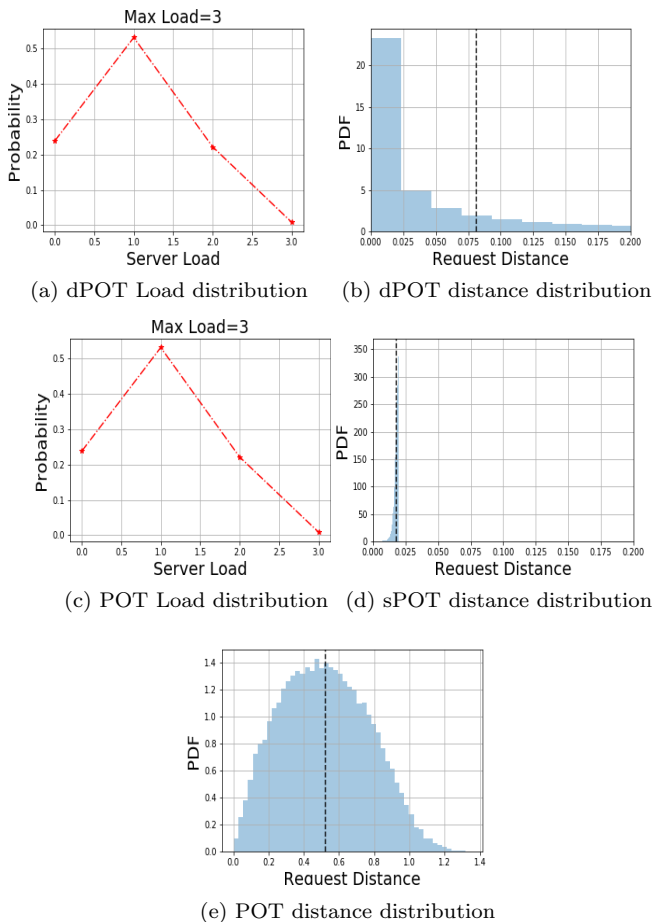 Max Load=3
Probability
0.5
0.4
0.3
0.2
0.1
0.0
0.0 0.5 1.0 1.5 2.0 2.5 3.0
Server Load
(a) dPOT Load distribution
PDF
20
15
10
5
0
0.000 0.025 0.050 0.075 0.100 0.125 0.150 0.175 0.200
Request Distance
(b) dPOT distance distribution
Max Load=3
Probability
0.5
0.4
0.3
0.2
0.1
0.0
0.0 0.5 1.0 1.5 2.0 2.5 3.0
Server Load
(c) POT Load distribution
PDF
350
300
250
200
150
100
50
0
0.000 0.025 0.050 0.075 0.100 0.125 0.150 0.175 0.200
Request Distance
(d) sPOT distance distribution
PDF
1.4
1.2
1.0
0.8
0.6
0.4
0.2
0.0
0.0 0.2 0.4 0.6 0.8 1.0 1.2 1.4
Request Distance
(e) POT distance distribution